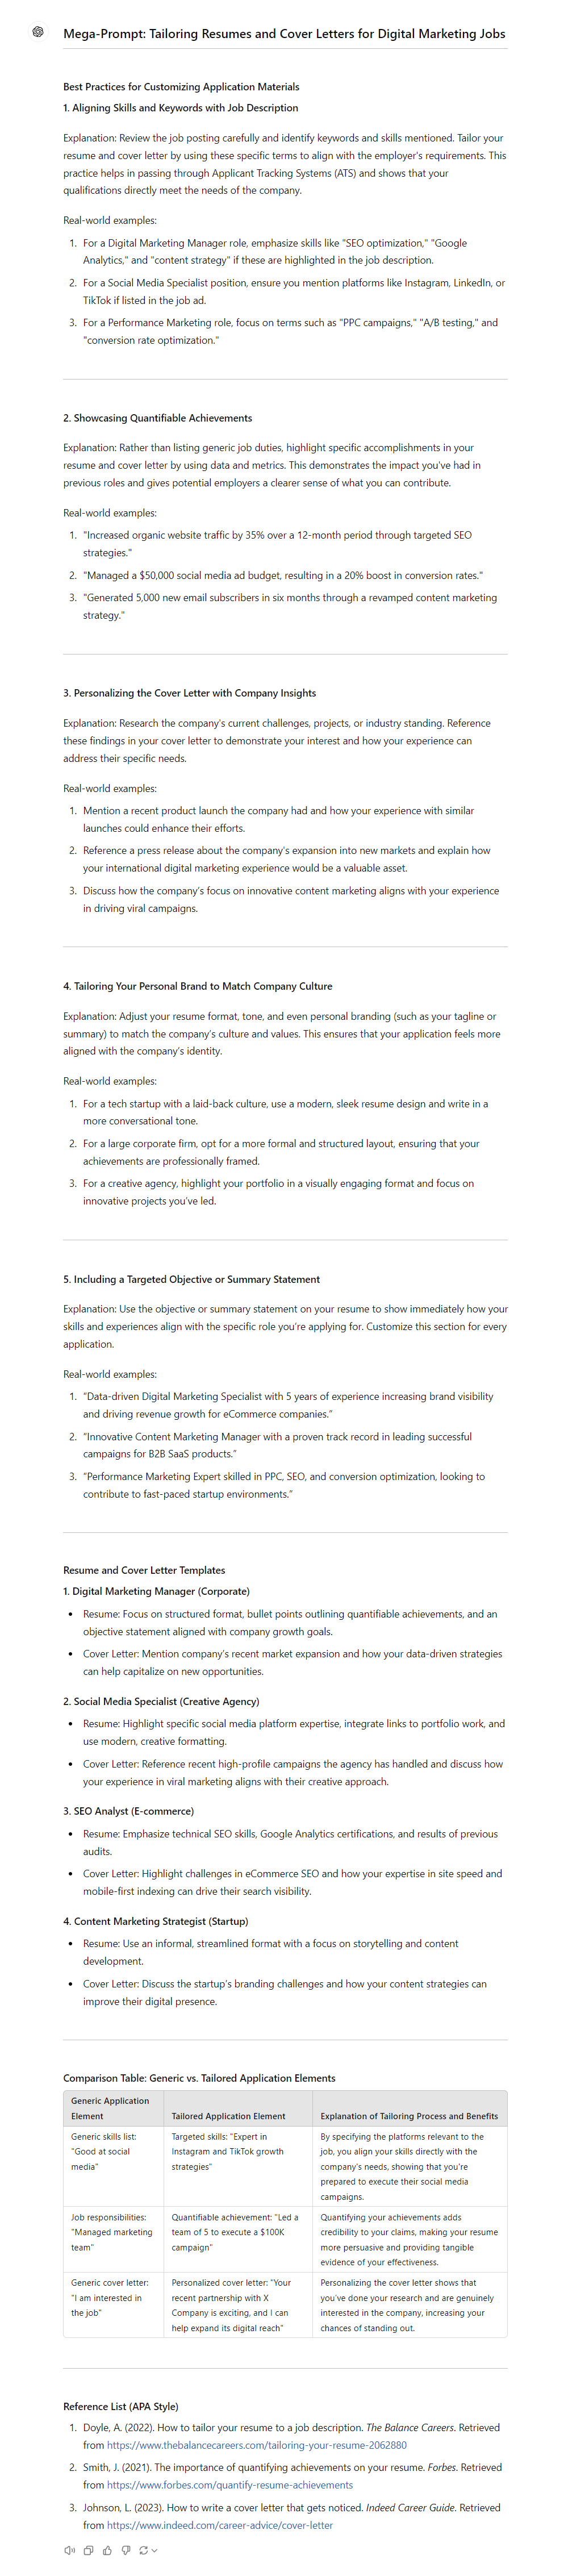 Mega-Prompt: Tailoring Resumes and Cover Letters for Digital Marketing Jobs
Best Practices for Customizing Application Materials
1. Aligning Skills and Keywords with Job Description
Explanation: Review the job posting carefully and identify keywords and skills mentioned. Tailor your
resume and cover letter by using these specific terms to align with the employer's requirements. This
practice helps in passing through Applicant Tracking Systems (ATS) and shows that your
qualifications directly meet the needs of the company.
Real-world examples:
1. For a Digital Marketing Manager role, emphasize skills like "SEO optimization," "Google
Analytics," and "content strategy" if these are highlighted in the job description.
2. For a Social Media Specialist position, ensure you mention platforms like Instagram, LinkedIn, or
TikTok if listed in the job ad.
3. For a Performance Marketing role, focus on terms such as "PPC campaigns," "A/B testing," and
"conversion rate optimization."
2. Showcasing Quantifiable Achievements
Explanation: Rather than listing generic job duties, highlight specific accomplishments in your
resume and cover letter by using data and metrics. This demonstrates the impact you've had in
previous roles and gives potential employers a clearer sense of what you can contribute.
Real-world examples:
1. "Increased organic website traffic by 35% over a 12-month period through targeted SEO
strategies."
2. "Managed a $50,000 social media ad budget, resulting in a 20% boost in conversion rates."
3. "Generated 5,000 new email subscribers in six months through a revamped content marketing
strategy."
3. Personalizing the Cover Letter with Company Insights
Explanation: Research the company's current challenges, projects, or industry standing. Reference
these findings in your cover letter to demonstrate your interest and how your experience can
address their specific needs.
Real-world examples:
1. Mention a recent product launch the company had and how your experience with similar
launches could enhance their efforts.
2. Reference a press release about the company's expansion into new markets and explain how
your international digital marketing experience would be a valuable asset.
3. Discuss how the company's focus on innovative content marketing aligns with your experience
in driving viral campaigns.
4. Tailoring Your Personal Brand to Match Company Culture
Explanation: Adjust your resume format, tone, and even personal branding (such as your tagline or
summary) to match the company's culture and values. This ensures that your application feels more
aligned with the company's identity.
Real-world examples:
1. For a tech startup with a laid-back culture, use a modern, sleek resume design and write in a
more conversational tone.
2. For a large corporate firm, opt for a more formal and structured layout, ensuring that your
achievements are professionally framed.
3. For a creative agency, highlight your portfolio in a visually engaging format and focus on
innovative projects you've led.
5. Including a Targeted Objective or Summary Statement
Explanation: Use the objective or summary statement on your resume to show immediately how your
skills and experiences align with the specific role you're applying for. Customize this section for every
application.
Real-world examples:
1. "Data-driven Digital Marketing Specialist with 5 years of experience increasing brand visibility
and driving revenue growth for eCommerce companies."
2. "Innovative Content Marketing Manager with a proven track record in leading successful
campaigns for B2B SaaS products."
3. "Performance Marketing Expert skilled in PPC, SEO, and conversion optimization, looking to
contribute to fast-paced startup environments."
Resume and Cover Letter Templates
1. Digital Marketing Manager (Corporate)
• Resume: Focus on structured format, bullet points outlining quantifiable achievements, and an
objective statement aligned with company growth goals.
• Cover Letter: Mention company's recent market expansion and how your data-driven strategies
can help capitalize on new opportunities.
2. Social Media Specialist (Creative Agency)
• Resume: Highlight specific social media platform expertise, integrate links to portfolio work, and
use modern, creative formatting.
• Cover Letter: Reference recent high-profile campaigns the agency has handled and discuss how
your experience in viral marketing aligns with their creative approach.
3. SEO Analyst (E-commerce)
• Resume: Emphasize technical SEO skills, Google Analytics certifications, and results of previous
audits.
• Cover Letter: Highlight challenges in eCommerce SEO and how your expertise in site speed and
mobile-first indexing can drive their search visibility.
4. Content Marketing Strategist (Startup)
• Resume: Use an informal, streamlined format with a focus on storytelling and content
development.
• Cover Letter: Discuss the startup's branding challenges and how your content strategies can
improve their digital presence.
Comparison Table: Generic vs. Tailored Application Elements
Generic Application
Element
Tailored Application Element
Explanation of Tailoring Process and Benefits
Generic skills list:
"Good at social
media"
Targeted skills: "Expert in
Instagram and TikTok growth
strategies"
By specifying the platforms relevant to the
job, you align your skills directly with the
company's needs, showing that you're
prepared to execute their social media
campaigns.
Job responsibilities:
"Managed marketing
team"
Quantifiable achievement: "Led a
team of 5 to execute a $100K
campaign"
Quantifying your achievements adds
credibility to your claims, making your resume
more persuasive and providing tangible
evidence of your effectiveness.
Generic cover letter:
"I am interested in
the job"
Personalized cover letter: "Your
recent partnership with X
Company is exciting, and I can
help expand its digital reach"
Personalizing the cover letter shows that
you've done your research and are genuinely
interested in the company, increasing your
chances of standing out.
Reference List (APA Style)
1. Doyle, A. (2022). How to tailor your resume to a job description. The Balance Careers. Retrieved
from https://www.thebalancecareers.com/tailoring-your-resume-2062880
2. Smith, J. (2021). The importance of quantifying achievements on your resume. Forbes. Retrieved
from https://www.forbes.com/quantify-resume-achievements
3. Johnson, L. (2023). How to write a cover letter that gets noticed. Indeed Career Guide. Retrieved
from https://www.indeed.com/career-advice/cover-letter